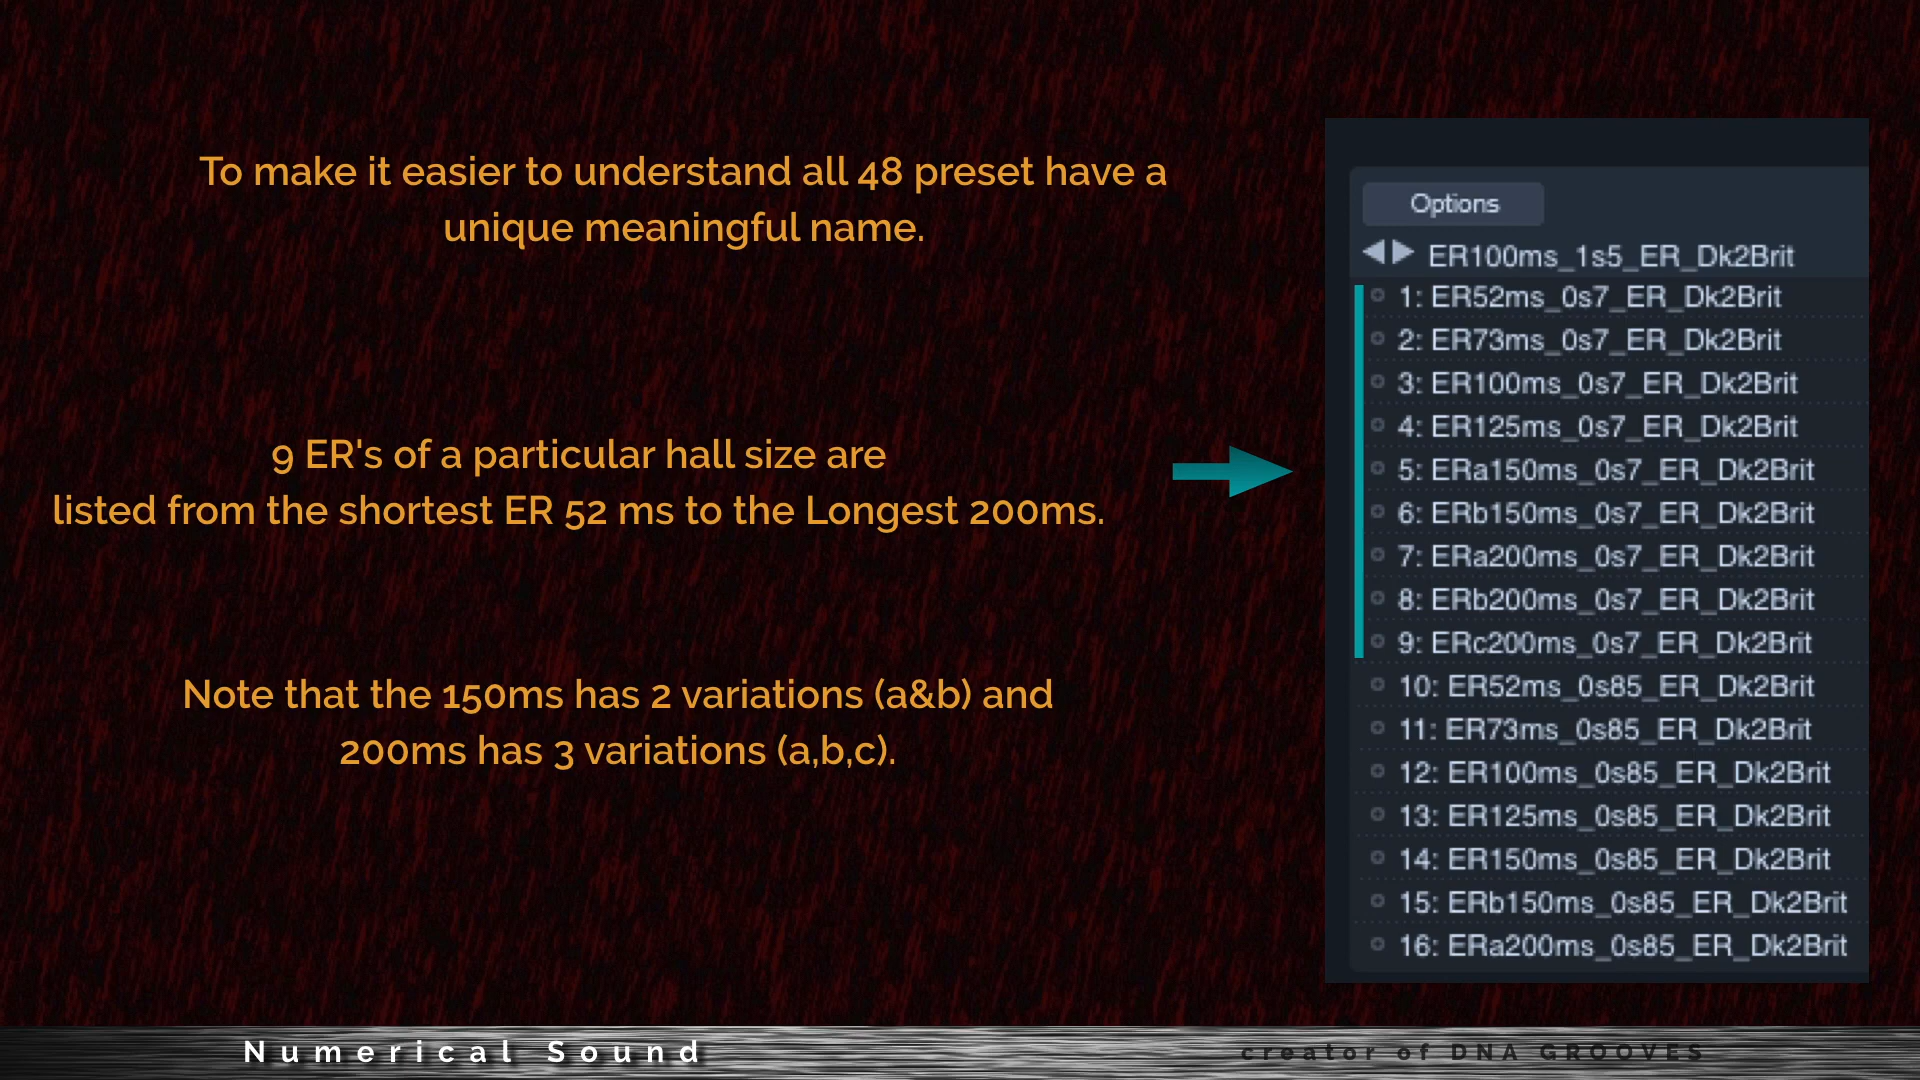 To make it easier to understand all 48 preset have a
unique meaningful name.
9 ER's of a particular hall size are
listed from the shortest ER 52 ms to the Longest 200ms.
Note that the 150ms has 2 variations (a&b) and
200ms has 3 variations (a,b,c).
Options
ER100ms_1s5_ER_Dk2Brit
1: ER52ms_0s7_ER_Dk2Brit
2: ER73ms_0s7_ER_Dk2Brit
3: ER100ms_0s7_ER_Dk2Brit
4: ER125ms_0s7_ER_Dk2Brit
5: ERa150ms_0s7_ER_Dk2Brit
6: ERb150ms_0s7_ER_Dk2Brit
7: ERa200ms_0s7_ER_Dk2Brit
8: ERb200ms_0s7_ER_Dk2Brit
9: ERc200ms_0s7_ER_Dk2Brit
10: ER52ms_0s85_ER_Dk2Brit
11: ER73ms_0s85_ER_Dk2Brit
12: ER100ms_0s85_ER_Dk2Brit
13: ER125ms_0s85_ER_Dk2Brit
14: ER150ms_0s85_ER_Dk2Brit
15: ERb150ms_0s85_ER_Dk2Brit
16: ERa200ms_0s85_ER_Dk2Brit
Numerical Sound
creator of DNA GROOVES